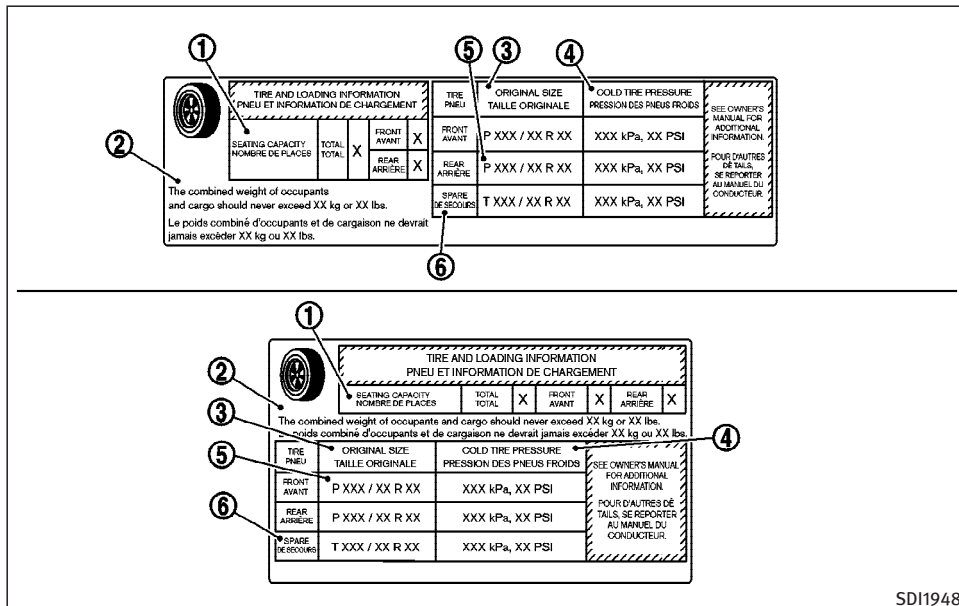 ① ⑤ ③ ④
②
TIRE AND LOADING INFORMATION
PNEU ET INFORMATION DE CHARGEMENT
SEATING CAPACITY
NOMBRE DE PLACES
TOTAL
TOTAL
X
FRONT
AVANT
X
REAR
ARRIÈRE
X
The combined weight of occupants
and cargo should never exceed XX kg or XX lbs.
Le poids combiné d'occupants et de cargaison ne devrait
jamais excéder XX kg ou XX lbs.
TIRE
PNEU
ORIGINAL SIZE
TAILLE ORIGINALE
COLD TIRE PRESSURE
PRESSION DES PNEUS FROIDS
FRONT
AVANT
P XXX / XX R XX
XXX kPa, XX PSI
REAR
ARRIÈRE
P XXX / XX R XX
XXX kPa, XX PSI
SPARE
DE SECOURS
T XXX / XX R XX
XXX kPa, XX PSI
SEE OWNER'S
MANUAL FOR
ADDITIONAL
INFORMATION.
POUR D'AUTRES
DÉ TAILS,
SE REPORTER
AU MANUEL DU
CONDUCTEUR.
⑥
①
②
③
⑤
⑥
④
TIRE AND LOADING INFORMATION
PNEU ET INFORMATION DE CHARGEMENT
SEATING CAPACITY
NOMBRE DE PLACES
TOTAL
TOTAL
X
FRONT
AVANT
X
REAR
ARRIÈRE
X
The combined weight of occupants and cargo should never exceed XX kg or XX lbs.
Le poids combiné d'occupants et de cargaison ne devrait jamais excéder XX kg ou XX lbs.
TIRE
PNEU
ORIGINAL SIZE
TAILLE ORIGINALE
COLD TIRE PRESSURE
PRESSION DES PNEUS FROIDS
FRONT
AVANT
P XXX / XX R XX
XXX kPa, XX PSI
REAR
ARRIÈRE
P XXX / XX R XX
XXX kPa, XX PSI
SPARE
DE SECOURS
T XXX / XX R XX
XXX kPa, XX PSI
SEE OWNER'S MANUAL
FOR ADDITIONAL
INFORMATION.
POUR D'AUTRES DÉ
TAILS, SE REPORTER
AU MANUEL DU
CONDUCTEUR.
SDI1948